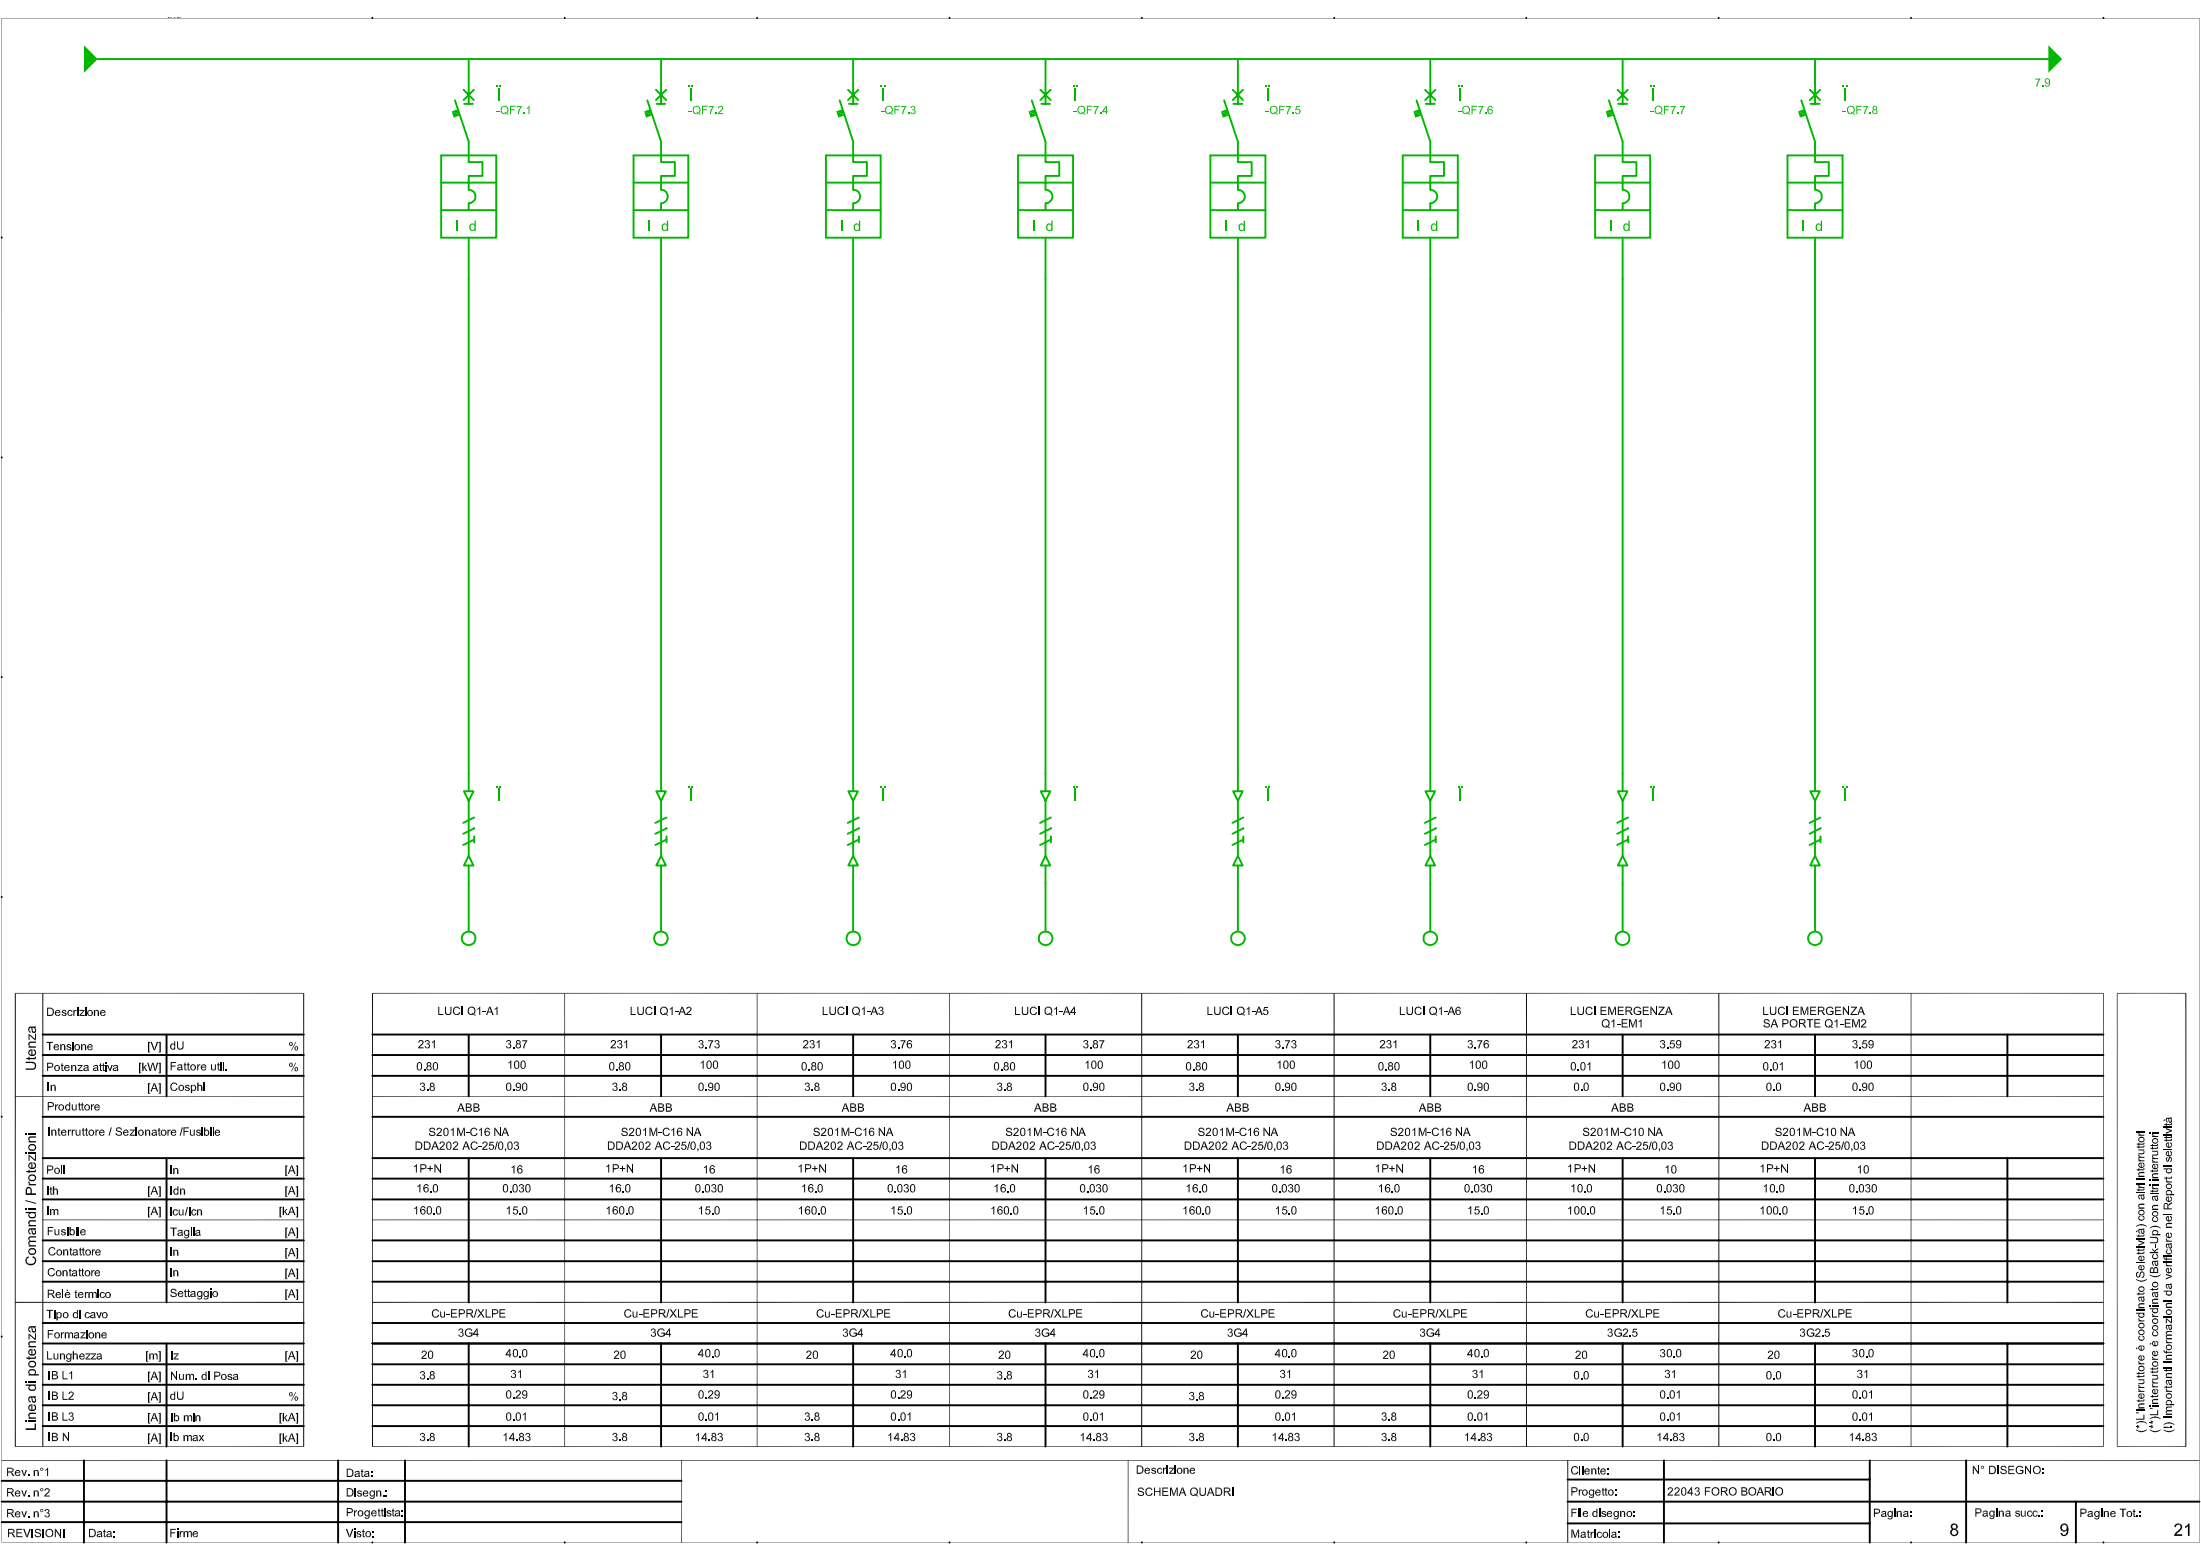 7.9
Ï Ï Ï Ï Ï Ï Ï Ï
-QF7.1 -QF7.2 -QF7.3 -QF7.4 -QF7.5 -QF7.6 -QF7.7 -QF7.8
I d I d I d I d I d I d I d I d
Ï Ï Ï Ï Ï Ï Ï Ï
Utenza
Descrizione LUCI Q1-A1 LUCI Q1-A2 LUCI Q1-A3 LUCI Q1-A4 LUCI Q1-A5 LUCI Q1-A6 LUCI EMERGENZA LUCI EMERGENZA
Q1-EM1 SA PORTE Q1-EM2
Tensione [V] dU % 231 3.87 231 3.73 231 3.76 231 3.87 231 3.73 231 3.76 231 3.59 231 3.59
Potenza attiva [kW] Fattore util. % 0.80 100 0.80 100 0.80 100 0.80 100 0.80 100 0.80 100 0.01 100 0.01 100
In [A] Cosphi 3.8 0.90 3.8 0.90 3.8 0.90 3.8 0.90 3.8 0.90 3.8 0.90 0.0 0.90 0.0 0.90
Comandi / Protezioni
Produttore ABB ABB ABB ABB ABB ABB ABB ABB
Interruttore / Sezionatore /Fusibile S201M-C16 NA S201M-C16 NA S201M-C16 NA S201M-C16 NA S201M-C16 NA S201M-C16 NA S201M-C10 NA S201M-C10 NA
DDA202 AC-25/0,03 DDA202 AC-25/0,03 DDA202 AC-25/0,03 DDA202 AC-25/0,03 DDA202 AC-25/0,03 DDA202 AC-25/0,03 DDA202 AC-25/0,03 DDA202 AC-25/0,03
Poli In [A] 1P+N 16 1P+N 16 1P+N 16 1P+N 16 1P+N 16 1P+N 16 1P+N 10 1P+N 10
Ith [A] Idn [A] 16.0 0.030 16.0 0.030 16.0 0.030 16.0 0.030 16.0 0.030 16.0 0.030 10.0 0.030 10.0 0.030
Im [A] Icu/Icn [kA] 160.0 15.0 160.0 15.0 160.0 15.0 160.0 15.0 160.0 15.0 160.0 15.0 100.0 15.0 100.0 15.0
Fusibile Taglia [A]
Contattore In [A]
Contattore In [A]
Relè termico Settaggio [A]
Linea di potenza
Tipo di cavo Cu-EPR/XLPE Cu-EPR/XLPE Cu-EPR/XLPE Cu-EPR/XLPE Cu-EPR/XLPE Cu-EPR/XLPE Cu-EPR/XLPE Cu-EPR/XLPE
Formazione 3G4 3G4 3G4 3G4 3G4 3G4 3G2.5 3G2.5
Lunghezza [m] Iz [A] 20 40.0 20 40.0 20 40.0 20 40.0 20 40.0 20 40.0 20 30.0 20 30.0
IB L1 [A] Num. di Posa 3.8 31 31 31 3.8 31 31 31 0.0 31 0.0 31
IB L2 [A] dU % 0.29 3.8 0.29 0.29 0.29 3.8 0.29 0.29 0.01 0.01
IB L3 [A] Ib min [kA] 0.01 0.01 3.8 0.01 0.01 0.01 3.8 0.01 0.01 0.01
IB N [A] Ib max [kA] 3.8 14.83 3.8 14.83 3.8 14.83 3.8 14.83 3.8 14.83 3.8 14.83 0.0 14.83 0.0 14.83
(*)L'interruttore è coordinato (Selettività) con altri interruttori
(**)L'interruttore è coordinato (Back-Up) con altri interruttori
(!) Importanti informazioni da verificare nel Report di selettività
Rev. n°1 Data: Descrizione Cliente: N° DISEGNO:
Rev. n°2 Disegn.: SCHEMA QUADRI Progetto: 22043 FORO BOARIO
Rev. n°3 Progettista: File disegno: Pagina: 8 Pagina succ.: 9 Pagine Tot.: 21
REVISIONI Data: Firme Visto: Matricola: